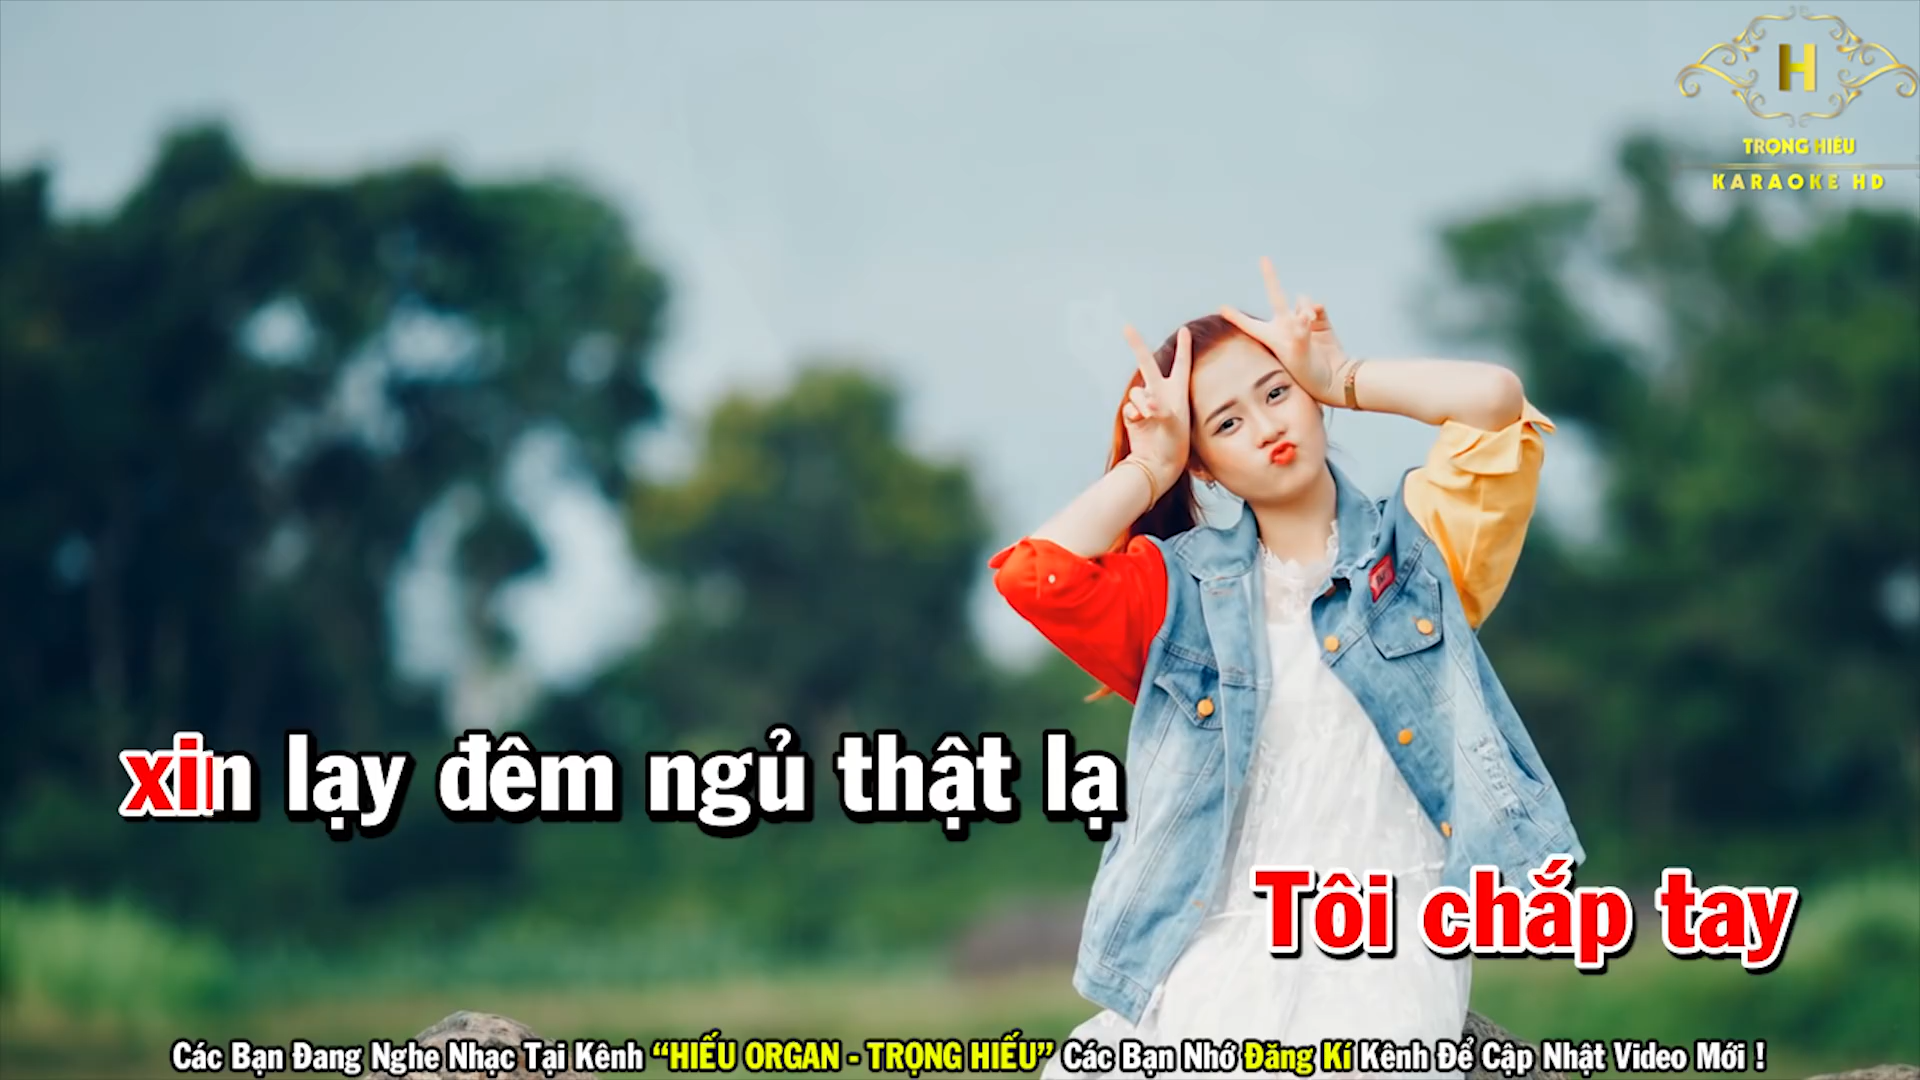 H
TRỌNG HIẾU
KARAOKE HD
xin lạy đêm ngủ thật lạ
Tôi chắp tay
Các Bạn Đang Nghe Nhạc Tại Kênh “HIẾU ORGAN - TRỌNG HIẾU” Các Bạn Nhớ Đăng Kí Kênh Để Cập Nhật Video Mới !